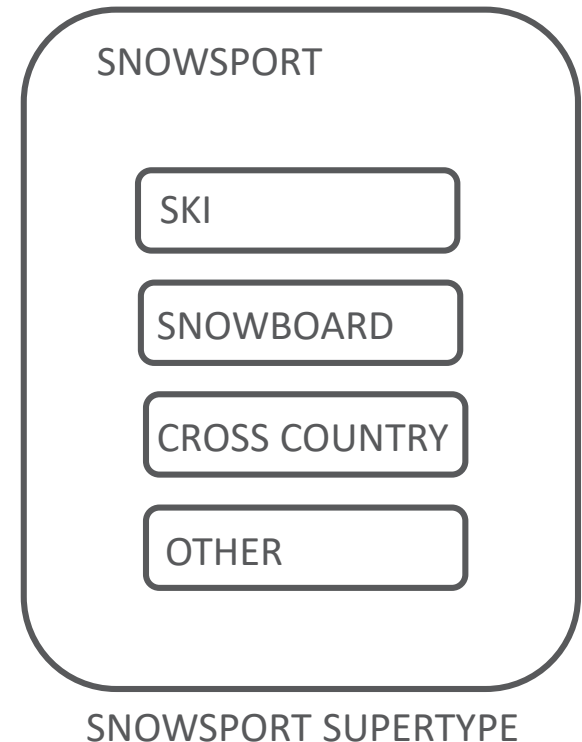 SNOWSPORT
SKI
SNOWBOARD
CROSS COUNTRY
OTHER
SNOWSPORT SUPERTYPE